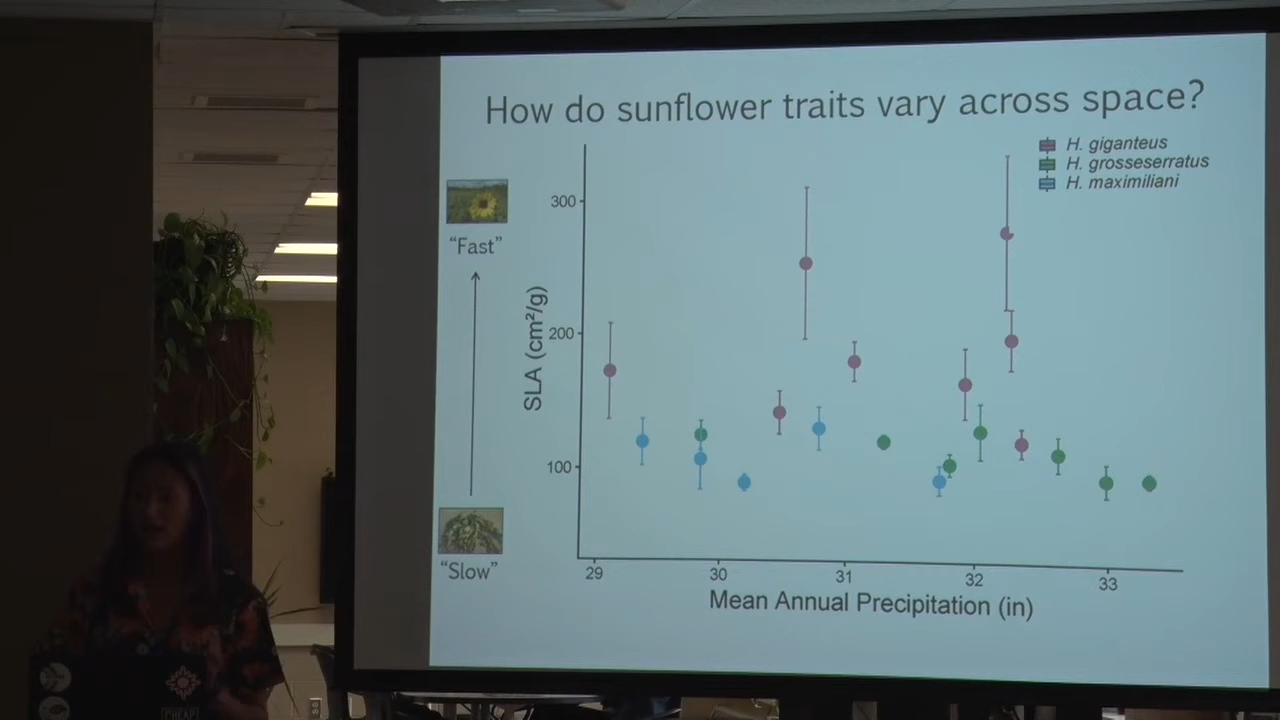 How do sunflower traits vary across space?
H. giganteus
H. grosseserratus
H. maximiliani
"Fast"
"Slow"
SLA (cm²/g)
300
200
100
29 30 31 32 33
Mean Annual Precipitation (in)
CHEAP